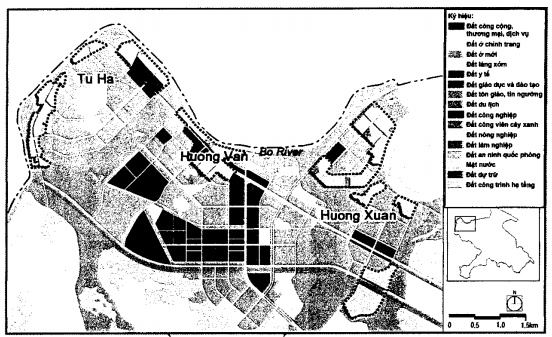 Tu Ha
Huong Van
Bo River
Huong Xuan
Ký hiệu:
Đất công cộng,
thương mại, dịch vụ
Đất ở chỉnh trang
Đất ở mới
Đất làng xóm
Đất y tế
Đất giáo dục và đào tạo
Đất tôn giáo, tín ngưỡng
Đất du lịch
Đất công nghiệp
Đất công viên cây xanh
Đất nông nghiệp
Đất lâm nghiệp
Đất an ninh quốc phòng
Mặt nước
Đất dự trữ
Đất công trình hạ tầng
N
0 0,5 1,0 1,5km